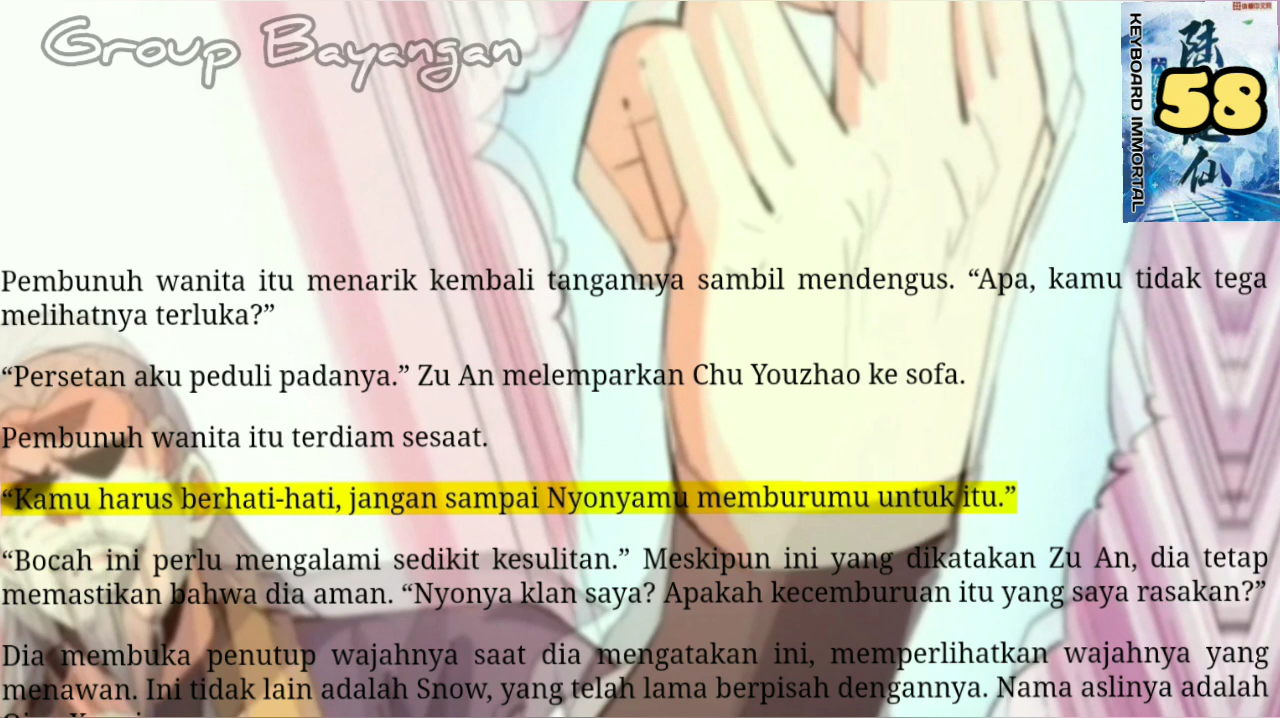 Group Bayangan
KEYBOARD IMMORTAL
58
仙
Pembunuh wanita itu menarik kembali tangannya sambil mendengus. “Apa, kamu tidak tega
melihatnya terluka?”
“Persetan aku peduli padanya.” Zu An melemparkan Chu Youzhao ke sofa.
Pembunuh wanita itu terdiam sesaat.
“Kamu harus berhati-hati, jangan sampai Nyonyamu memburumu untuk itu.”
“Bocah ini perlu mengalami sedikit kesulitan.” Meskipun ini yang dikatakan Zu An, dia tetap
memastikan bahwa dia aman. “Nyonya klan saya? Apakah kecemburuan itu yang saya rasakan?”
Dia membuka penutup wajahnya saat dia mengatakan ini, memperlihatkan wajahnya yang
menawan. Ini tidak lain adalah Snow, yang telah lama berpisah dengannya. Nama aslinya adalah